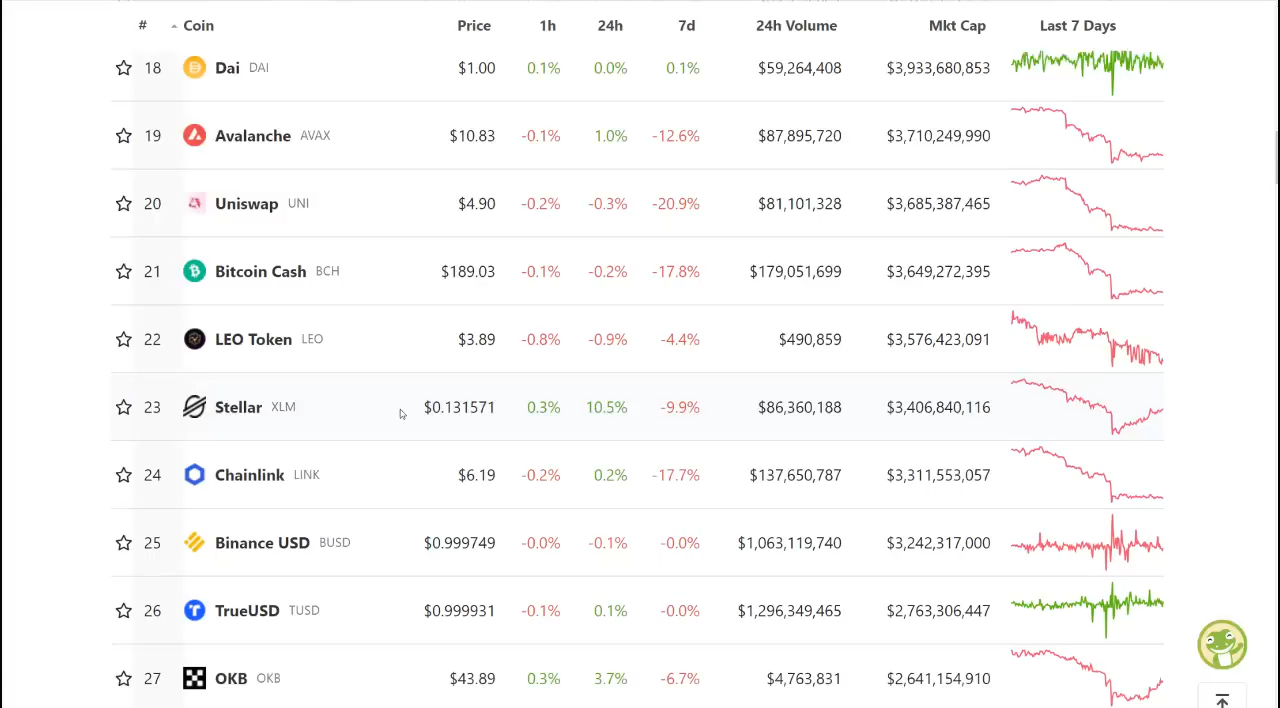 # Coin Price 1h 24h 7d 24h Volume Mkt Cap Last 7 Days
18 Dai DAI $1.00 0.1% 0.0% 0.1% $59,264,408 $3,933,680,853
19 Avalanche AVAX $10.83 -0.1% 1.0% -12.6% $87,895,720 $3,710,249,990
20 Uniswap UNI $4.90 -0.2% -0.3% -20.9% $81,101,328 $3,685,387,465
21 Bitcoin Cash BCH $189.03 -0.1% -0.2% -17.8% $179,051,699 $3,649,272,395
22 LEO Token LEO $3.89 -0.8% -0.9% -4.4% $490,859 $3,576,423,091
23 Stellar XLM $0.131571 0.3% 10.5% -9.9% $86,360,188 $3,406,840,116
24 Chainlink LINK $6.19 -0.2% 0.2% -17.7% $137,650,787 $3,311,553,057
25 Binance USD BUSD $0.999749 -0.0% -0.1% -0.0% $1,063,119,740 $3,242,317,000
26 TrueUSD TUSD $0.999931 -0.1% 0.1% -0.0% $1,296,349,465 $2,763,306,447
27 OKB OKB $43.89 0.3% 3.7% -6.7% $4,763,831 $2,641,154,910